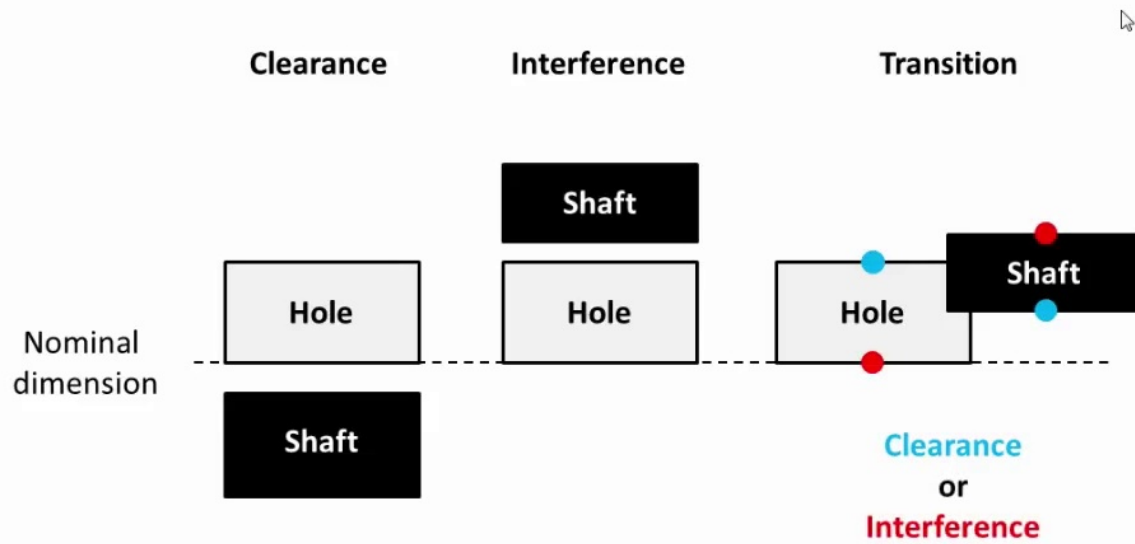 Clearance
Interference
Transition
Shaft
Shaft
Hole
Hole
Hole
Nominal
dimension
Shaft
Clearance
or
Interference